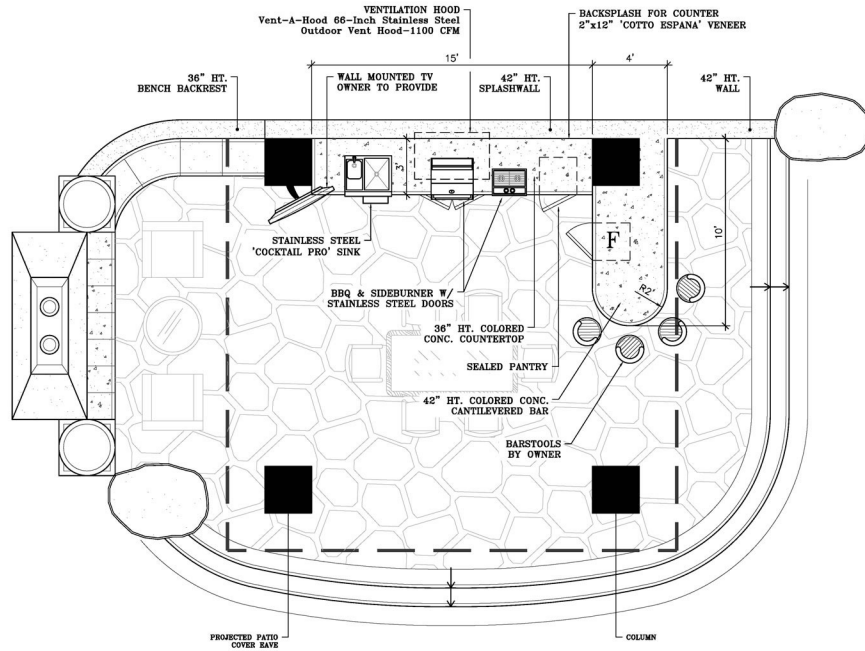 VENTILATION HOOD
Vent-A-Hood 66-Inch Stainless Steel
Outdoor Vent Hood-1100 CFM
BACKSPLASH FOR COUNTER
2"x12" 'COTTO ESPANA' VENEER
15'
4'
36" HT.
BENCH BACKREST
WALL MOUNTED TV
OWNER TO PROVIDE
42" HT.
SPLASHWALL
42" HT.
WALL
3'
10'
F
STAINLESS STEEL
'COCKTAIL PRO' SINK
BBQ & SIDEBURNER W/
STAINLESS STEEL DOORS
R2'
36" HT. COLORED
CONC. COUNTERTOP
SEALED PANTRY
42" HT. COLORED CONC.
CANTILEVERED BAR
BARSTOOLS
BY OWNER
PROJECTED PATIO
COVER EAVE
COLUMN